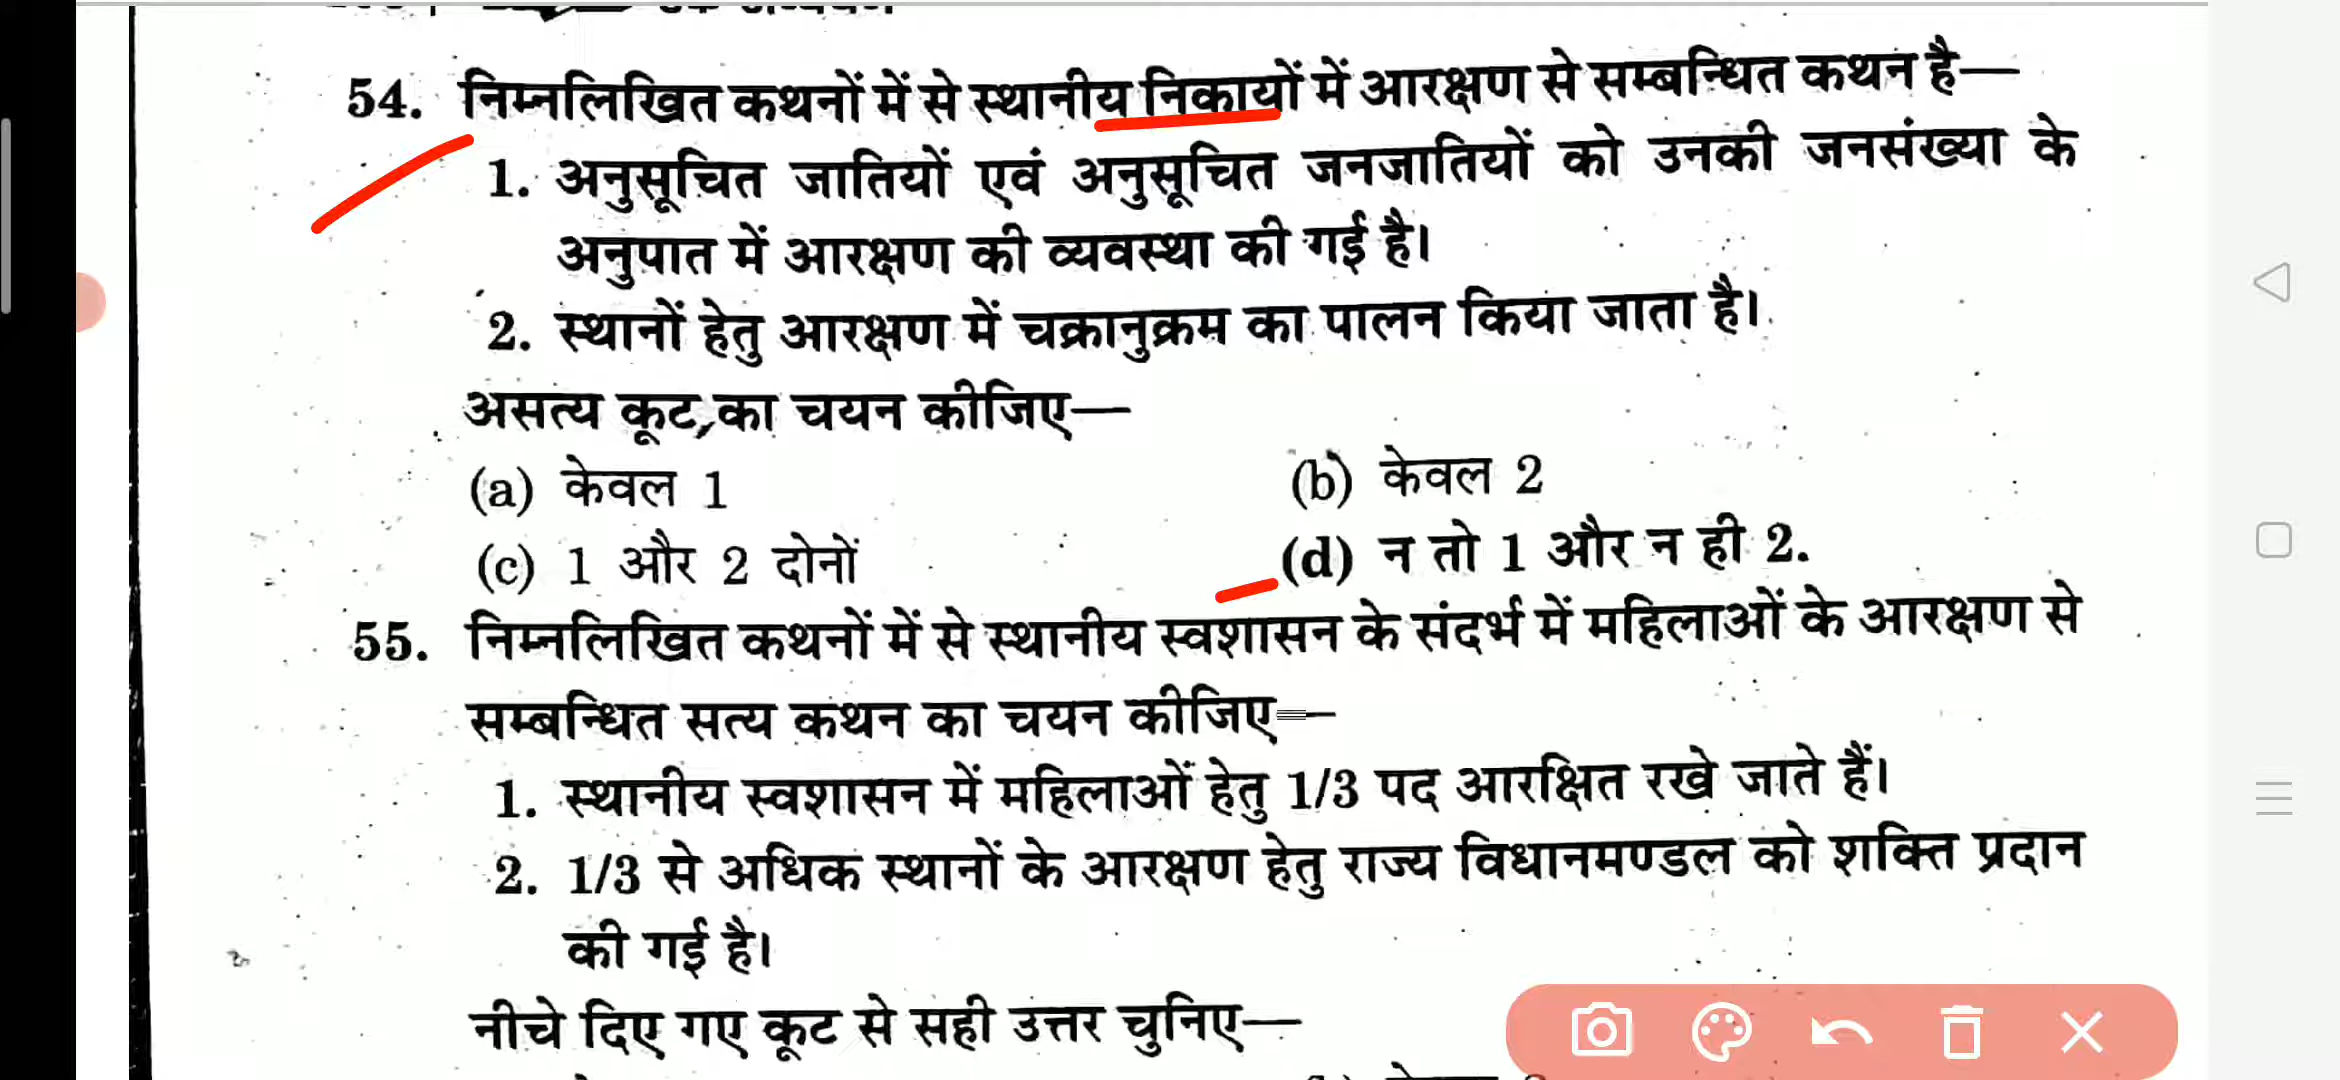 54. निम्नलिखित कथनों में से स्थानीय निकायों में आरक्षण से सम्बन्धित कथन है—
1. अनुसूचित जातियों एवं अनुसूचित जनजातियों को उनकी जनसंख्या के
अनुपात में आरक्षण की व्यवस्था की गई है।
2. स्थानों हेतु आरक्षण में चक्रानुक्रम का पालन किया जाता है।
असत्य कूट का चयन कीजिए—
(a) केवल 1 (b) केवल 2
(c) 1 और 2 दोनों (d) न तो 1 और न ही 2.
55. निम्नलिखित कथनों में से स्थानीय स्वशासन के संदर्भ में महिलाओं के आरक्षण से
सम्बन्धित सत्य कथन का चयन कीजिए—
1. स्थानीय स्वशासन में महिलाओं हेतु 1/3 पद आरक्षित रखे जाते हैं।
2. 1/3 से अधिक स्थानों के आरक्षण हेतु राज्य विधानमण्डल को शक्ति प्रदान
की गई है।
नीचे दिए गए कूट से सही उत्तर चुनिए—